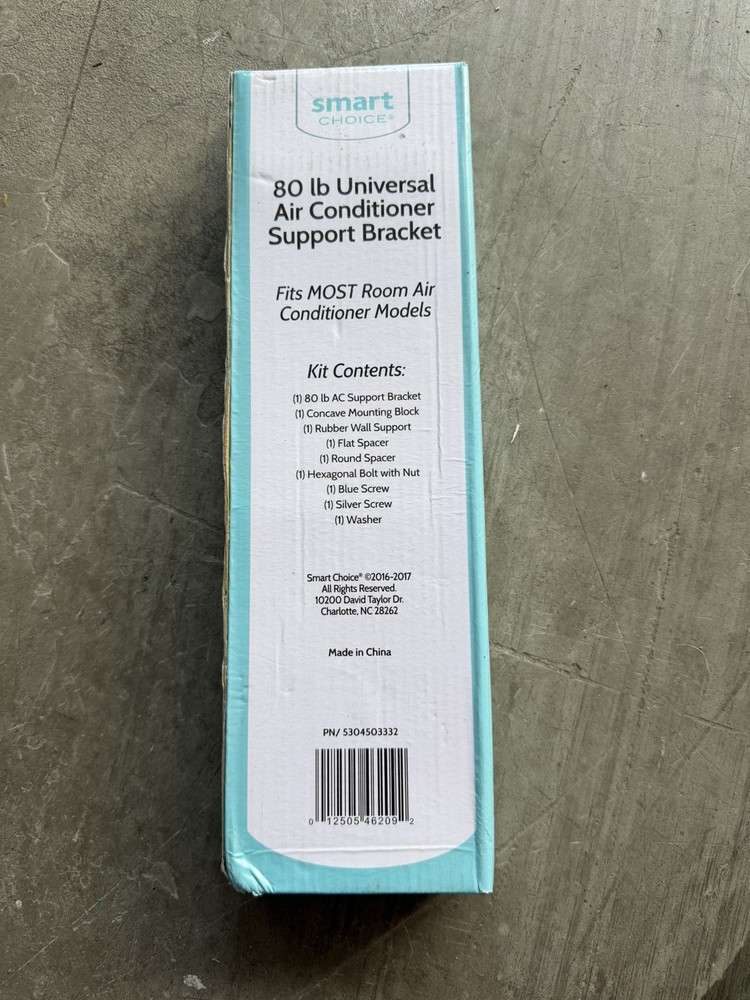 smart
CHOICE®
80 lb Universal
Air Conditioner
Support Bracket
Fits MOST Room Air
Conditioner Models
Kit Contents:
(1) 80 lb AC Support Bracket
(1) Concave Mounting Block
(1) Rubber Wall Support
(1) Flat Spacer
(1) Round Spacer
(1) Hexagonal Bolt with Nut
(1) Blue Screw
(1) Silver Screw
(1) Washer
Smart Choice® ©2016-2017
All Rights Reserved.
10200 David Taylor Dr.
Charlotte, NC 28262
Made in China
PN/ 5304503332
0 12505 46209 2